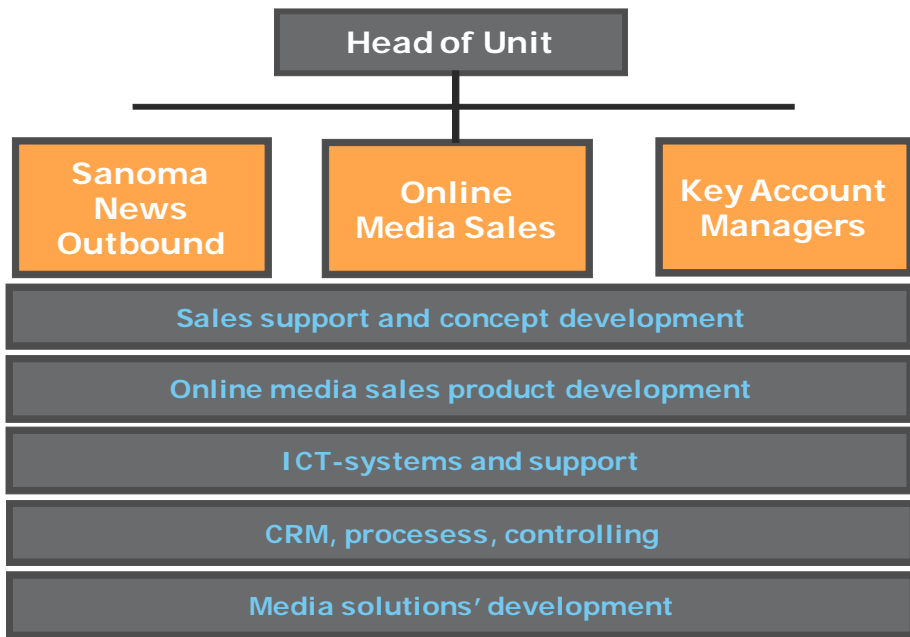 Head of Unit
Sanoma
News
Outbound
Online
Media Sales
Key Account
Managers
Sales support and concept development
Online media sales product development
ICT-systems and support
CRM, procesess, controlling
Media solutions’ development